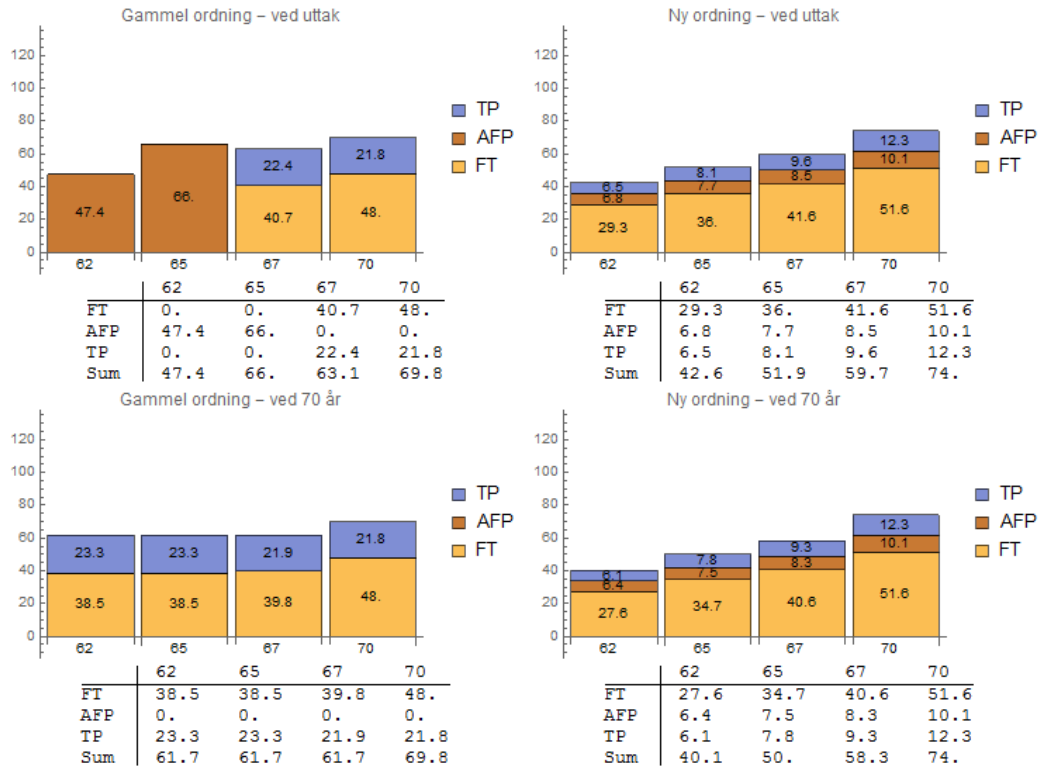 Gammel ordning – ved uttak
120
100
80
60
40
20
0
47.4
66.
22.4
40.7
21.8
48.
62 65 67 70
TP
AFP
FT
62 65 67 70
FT 0. 0. 40.7 48.
AFP 47.4 66. 0. 0.
TP 0. 0. 22.4 21.8
Sum 47.4 66. 63.1 69.8
Ny ordning – ved uttak
120
100
80
60
40
20
0
6.5
6.8
29.3
8.1
7.7
36.
9.6
8.5
41.6
12.3
10.1
51.6
62 65 67 70
TP
AFP
FT
62 65 67 70
FT 29.3 36. 41.6 51.6
AFP 6.8 7.7 8.5 10.1
TP 6.5 8.1 9.6 12.3
Sum 42.6 51.9 59.7 74.
Gammel ordning – ved 70 år
120
100
80
60
40
20
0
23.3
38.5
23.3
38.5
21.9
39.8
21.8
48.
62 65 67 70
TP
AFP
FT
62 65 67 70
FT 38.5 38.5 39.8 48.
AFP 0. 0. 0. 0.
TP 23.3 23.3 21.9 21.8
Sum 61.7 61.7 61.7 69.8
Ny ordning – ved 70 år
120
100
80
60
40
20
0
6.1
6.4
27.6
7.8
7.5
34.7
9.3
8.3
40.6
12.3
10.1
51.6
62 65 67 70
TP
AFP
FT
62 65 67 70
FT 27.6 34.7 40.6 51.6
AFP 6.4 7.5 8.3 10.1
TP 6.1 7.8 9.3 12.3
Sum 40.1 50. 58.3 74.